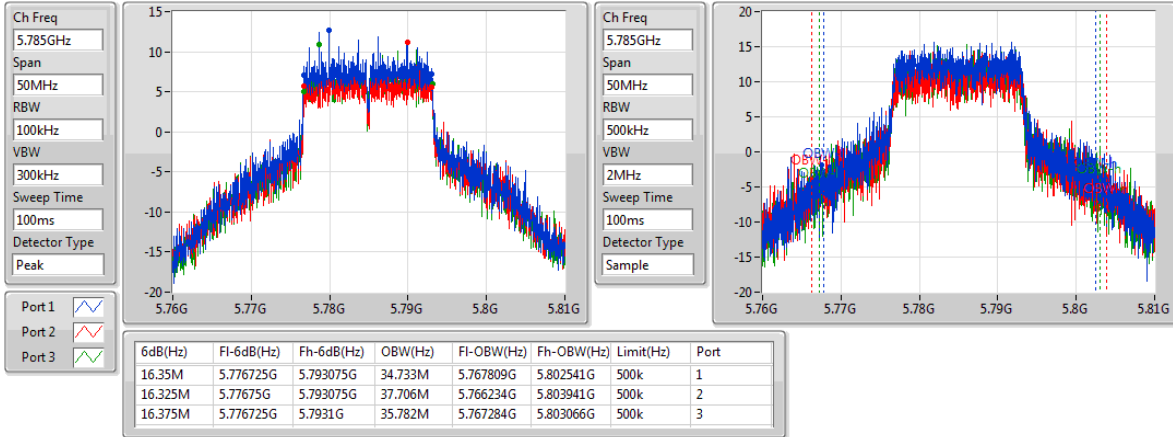 Ch Freq
5.785GHz
Span
50MHz
RBW
100kHz
VBW
300kHz
Sweep Time
100ms
Detector Type
Peak
Port 1
Port 2
Port 3
15
10
5
0
-5
-10
-15
-20
5.76G 5.77G 5.78G 5.79G 5.8G 5.81G
Ch Freq
5.785GHz
Span
50MHz
RBW
500kHz
VBW
2MHz
Sweep Time
100ms
Detector Type
Sample
20
15
10
5
0
-5
-10
-15
-20
OBW
OBW
OBW
5.76G 5.77G 5.78G 5.79G 5.8G 5.81G
6dB(Hz) Fl-6dB(Hz) Fh-6dB(Hz) OBW(Hz) Fl-OBW(Hz) Fh-OBW(Hz) Limit(Hz) Port
16.35M 5.776725G 5.793075G 34.733M 5.767809G 5.802541G 500k 1
16.325M 5.77675G 5.793075G 37.706M 5.766234G 5.803941G 500k 2
16.375M 5.776725G 5.7931G 35.782M 5.767284G 5.803066G 500k 3